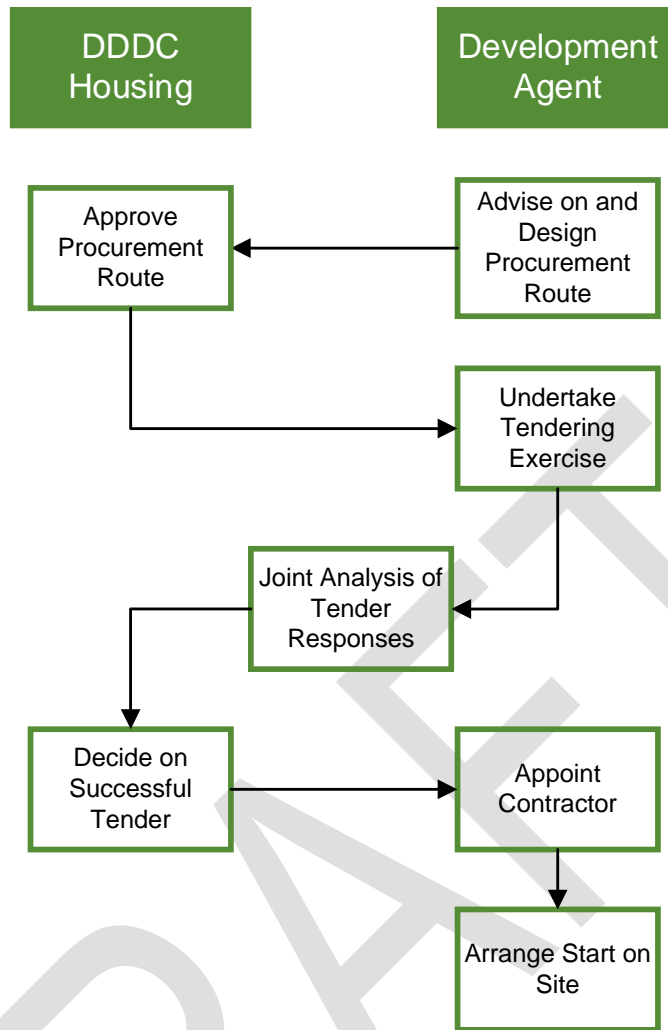 DDDC
Housing
Development
Agent
Approve
Procurement
Route
Advise on and
Design
Procurement
Route
Undertake
Tendering
Exercise
Joint Analysis of
Tender
Responses
Decide on
Successful
Tender
Appoint
Contractor
Arrange Start on
Site
DRAFT